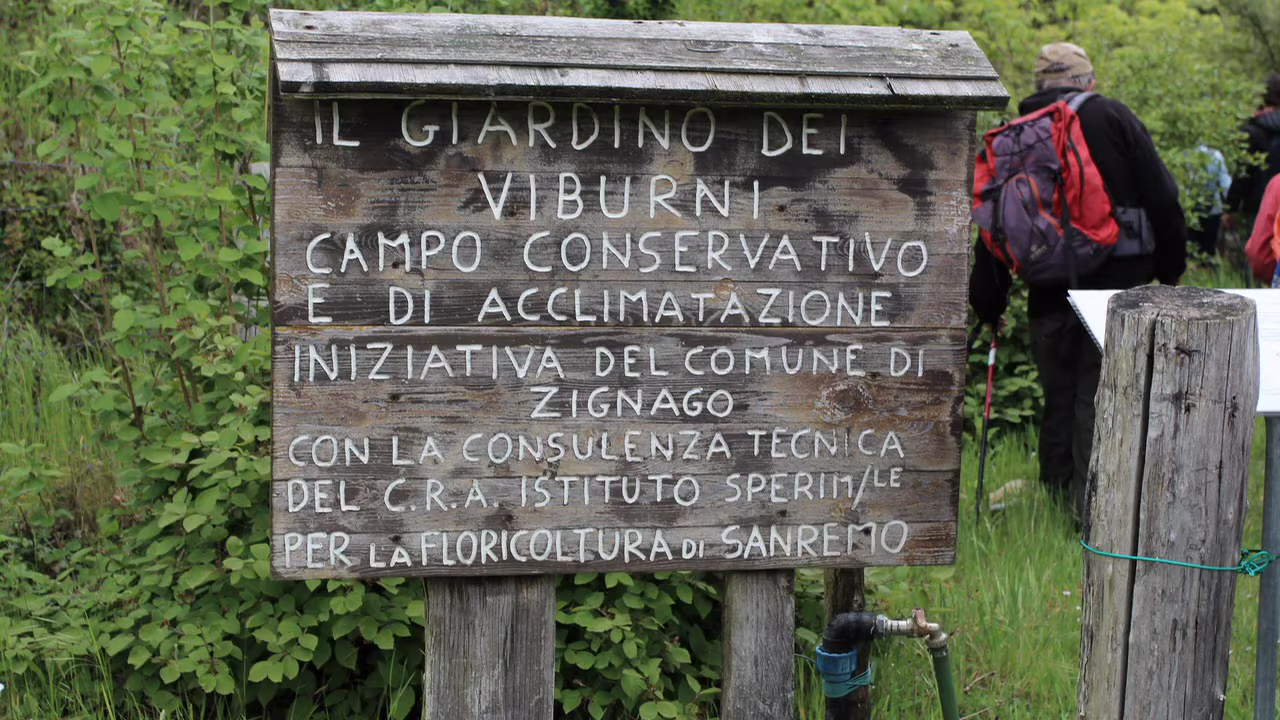 IL GIARDINO DEI
VIBURNI
CAMPO CONSERVATIVO
E DI ACCLIMATAZIONE
INIZIATIVA DEL COMUNE DI
ZIGNAGO
CON LA CONSULENZA TECNICA
DEL C.R.A. ISTITUTO SPERIM/LE
PER LA FLORICOLTURA DI SANREMO